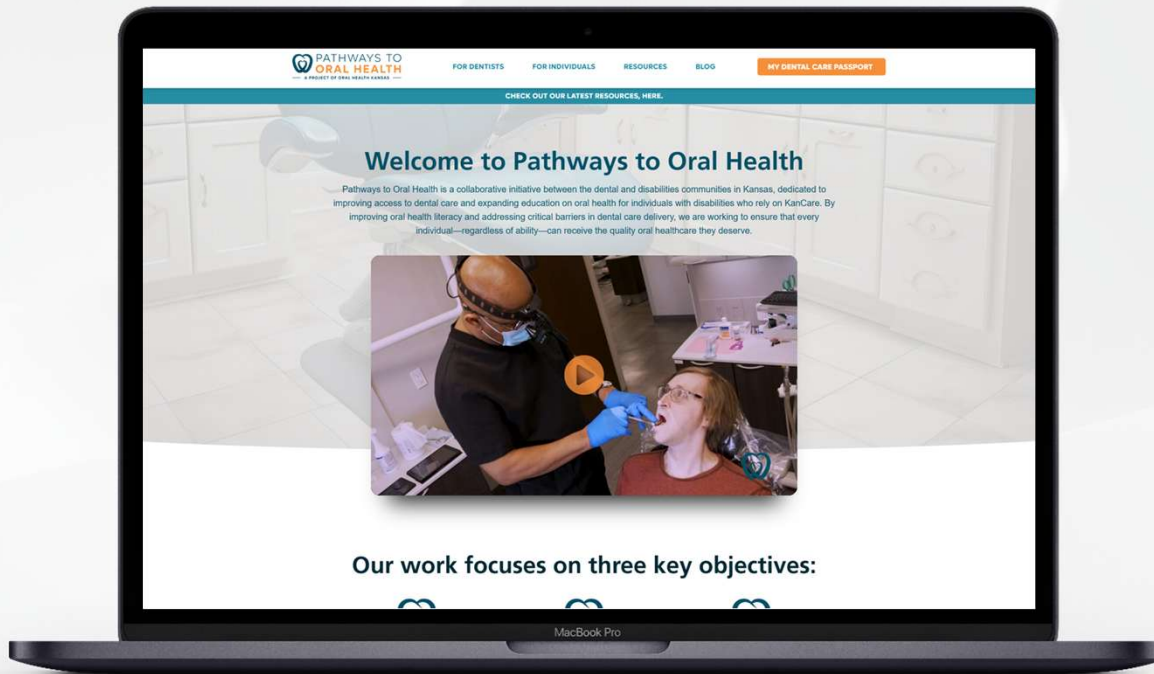 PATHWAYS TO
ORAL HEALTH
A PROJECT OF ORAL HEALTH KANSAS
FOR DENTISTS
FOR INDIVIDUALS
RESOURCES
BLOG
MY DENTAL CARE PASSPORT
CHECK OUT OUR LATEST RESOURCES, HERE.
Welcome to Pathways to Oral Health
Pathways to Oral Health is a collaborative initiative between the dental and disabilities communities in Kansas, dedicated to
improving access to dental care and expanding education on oral health for individuals with disabilities who rely on KanCare. By
improving oral health literacy and addressing critical barriers in dental care delivery, we are working to ensure that every
individual—regardless of ability—can receive the quality oral healthcare they deserve.
Our work focuses on three key objectives:
MacBook Pro